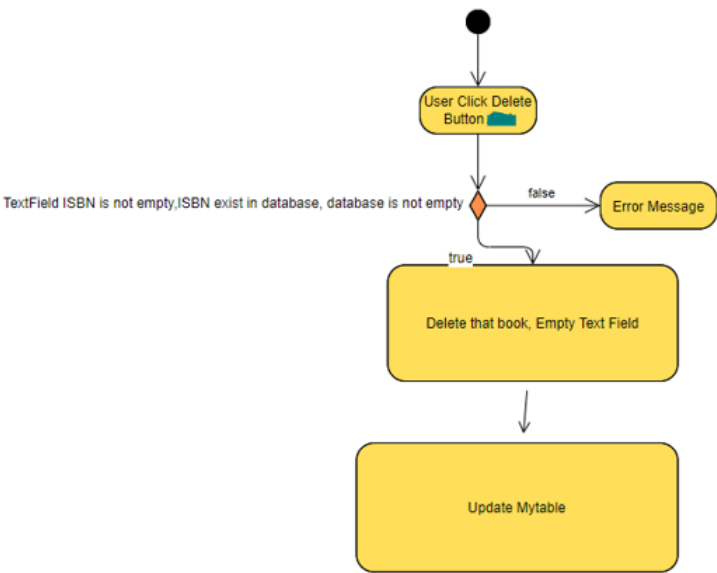 User Click Delete
Button
TextField ISBN is not empty,ISBN exist in database, database is not empty
false
Error Message
true
Delete that book, Empty Text Field
Update Mytable